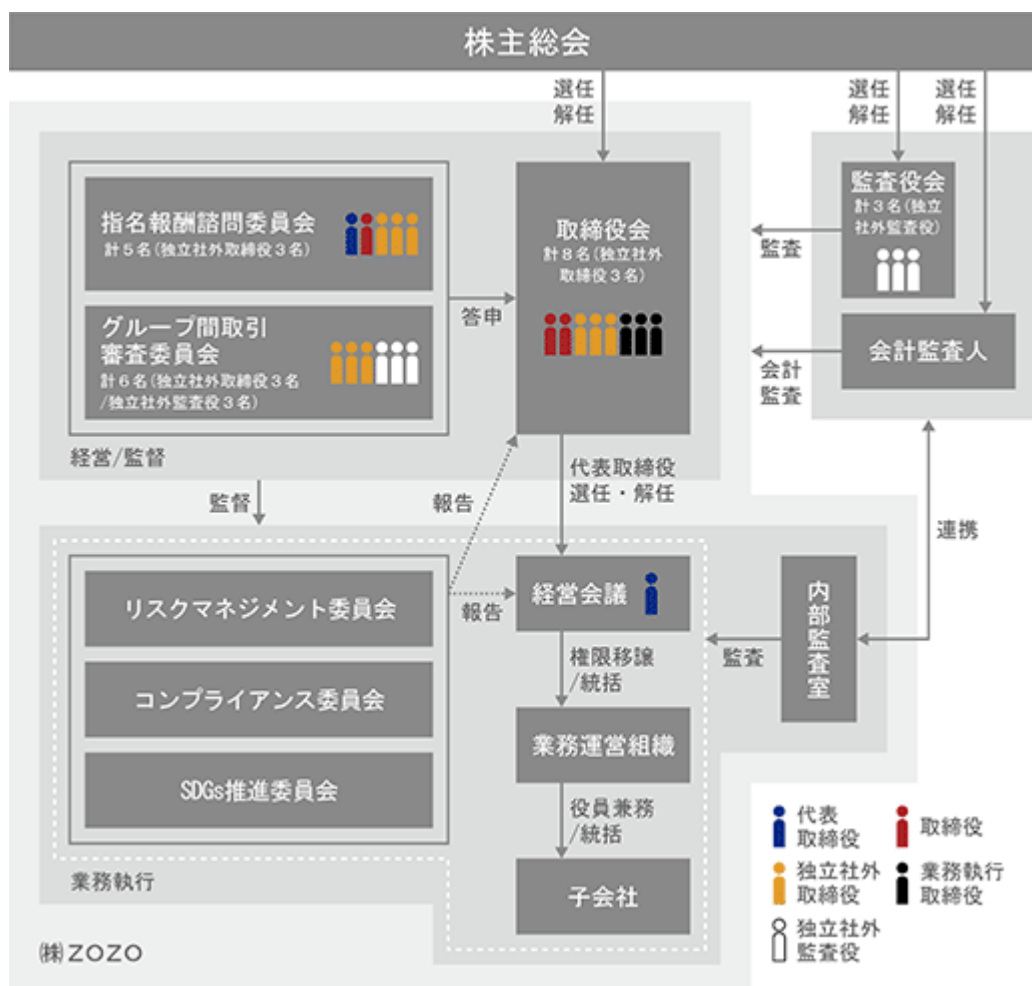 株主総会
選任
解任
選任
解任
選任
解任
指名報酬諮問委員会
計5名(独立社外取締役3名)
グループ間取引
審査委員会
計6名(独立社外取締役3名
/独立社外監査役3名)
経営/監督
答申
取締役会
計8名(独立社外
取締役3名)
監査役会
計3名(独立
社外監査役)
監査
会計監査人
会計
監査
監督
報告
代表取締役
選任・解任
連携
リスクマネジメント委員会
コンプライアンス委員会
SDGs推進委員会
業務執行
報告
経営会議
権限移譲
/統括
監査
内部監査室
業務運営組織
役員兼務
/統括
子会社
代表
取締役
取締役
独立社外
取締役
業務執行
取締役
独立社外
監査役
㈱ZOZO